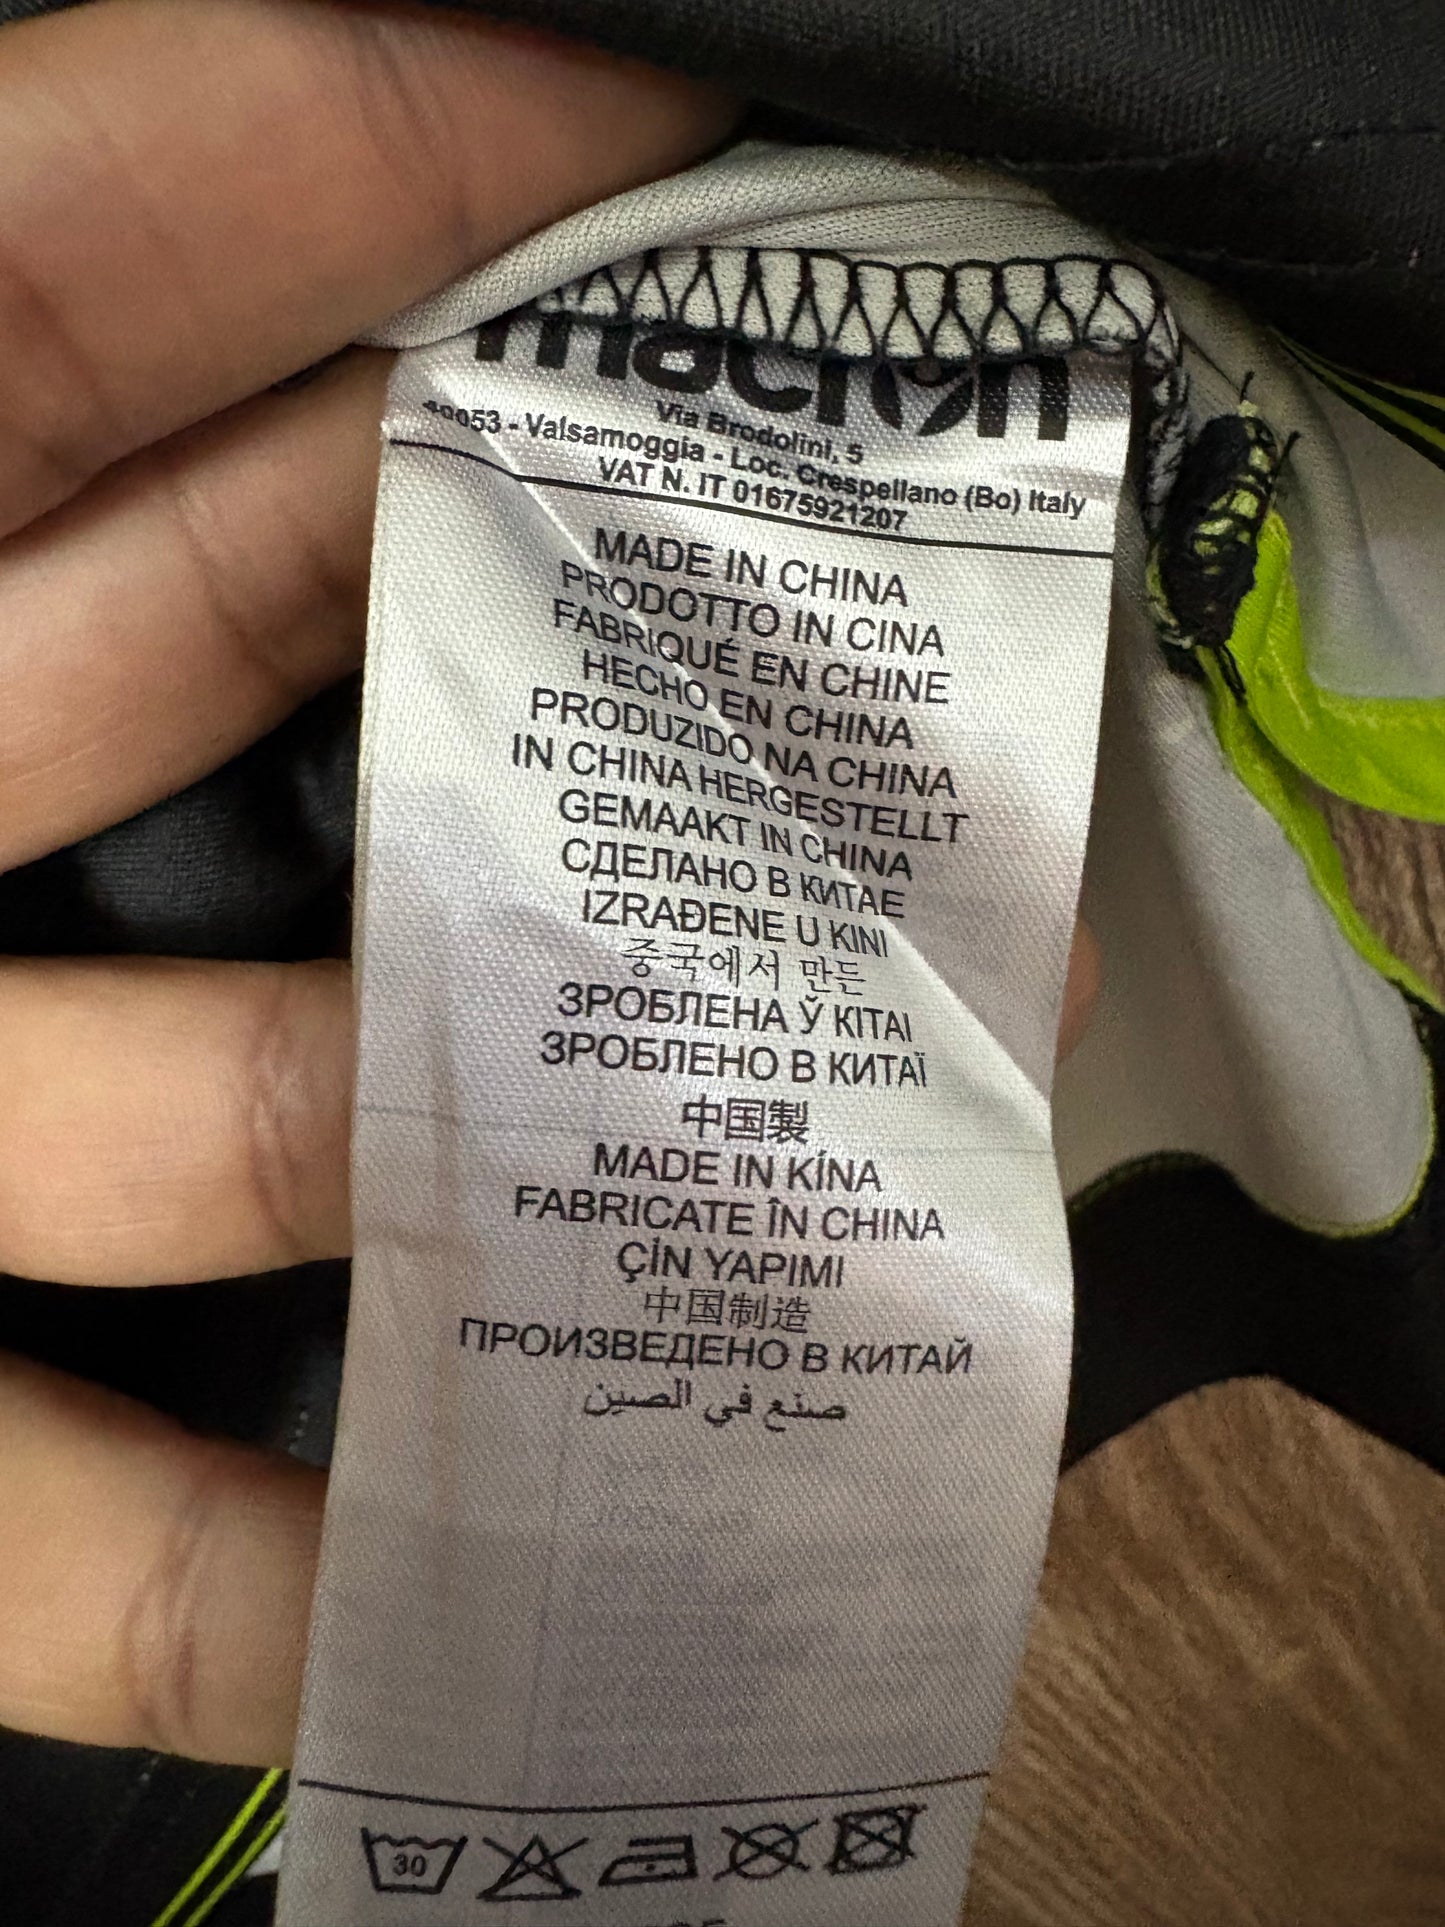 macron
Via Brodolini, 5
40053 - Valsamoggia - Loc. Crespellano (Bo) Italy
VAT N. IT 01675921207
MADE IN CHINA
PRODOTTO IN CINA
FABRIQUÉ EN CHINE
HECHO EN CHINA
PRODUZIDO NA CHINA
IN CHINA HERGESTELLT
GEMAAKT IN CHINA
СДЕЛАНО В КИТАЕ
IZRAĐENE U KINI
중국에서 만든
ЗРОБЛЕНА Ў КІТАІ
ЗРОБЛЕНО В КИТАЇ
中国製
MADE IN KÍNA
FABRICATE ÎN CHINA
ÇİN YAPIMI
中国制造
ПРОИЗВЕДЕНО В КИТАЙ
صنع في الصين
30